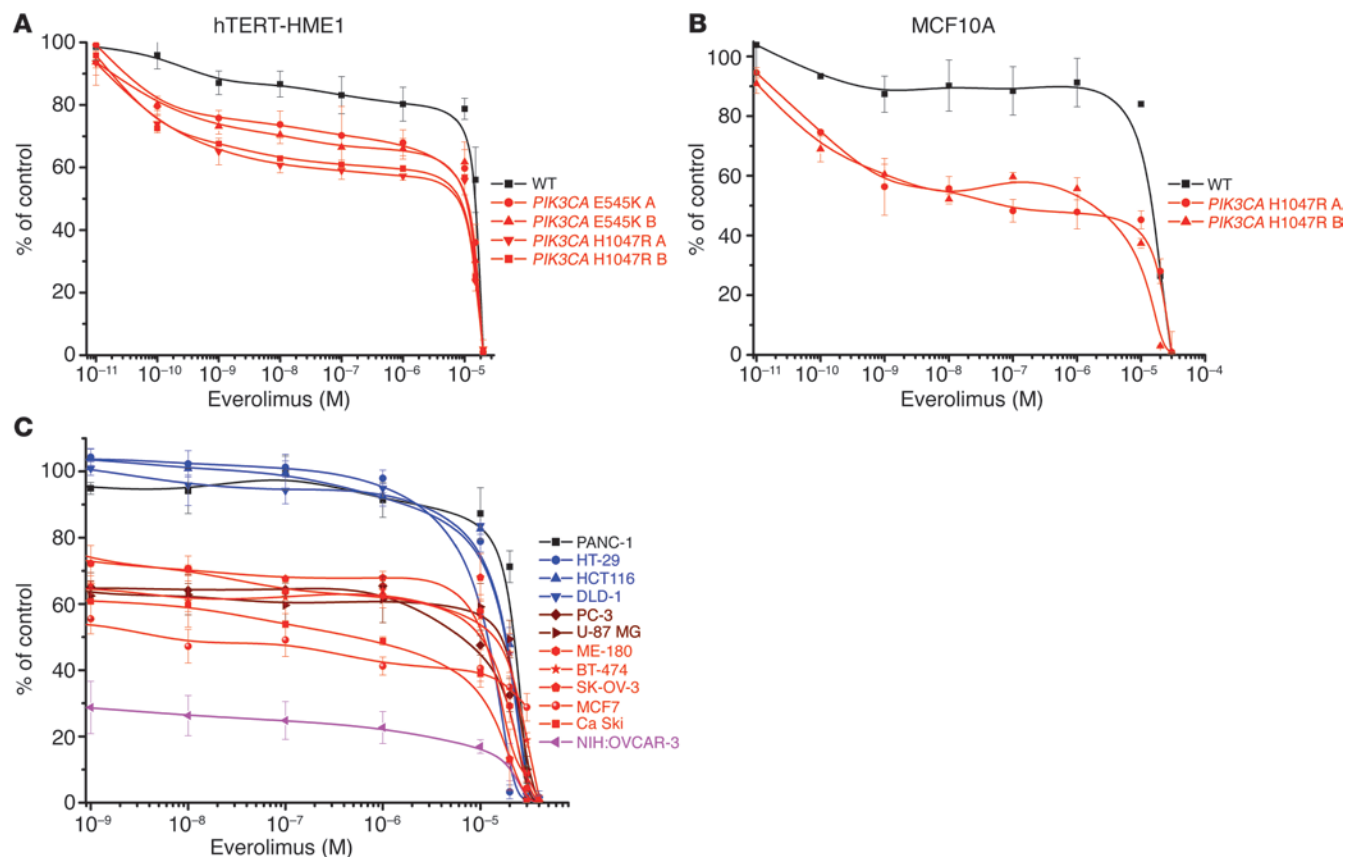 A hTERT-HME1
100
80
60
40
20
0
% of control
10⁻¹¹ 10⁻¹⁰ 10⁻⁹ 10⁻⁸ 10⁻⁷ 10⁻⁶ 10⁻⁵
Everolimus (M)
WT
PIK3CA E545K A
PIK3CA E545K B
PIK3CA H1047R A
PIK3CA H1047R B
B MCF10A
100
80
60
40
20
0
% of control
10⁻¹¹ 10⁻¹⁰ 10⁻⁹ 10⁻⁸ 10⁻⁷ 10⁻⁶ 10⁻⁵ 10⁻⁴
Everolimus (M)
WT
PIK3CA H1047R A
PIK3CA H1047R B
C
100
80
60
40
20
0
% of control
10⁻⁹ 10⁻⁸ 10⁻⁷ 10⁻⁶ 10⁻⁵
Everolimus (M)
PANC-1
HT-29
HCT116
DLD-1
PC-3
U-87 MG
ME-180
BT-474
SK-OV-3
MCF7
Ca Ski
NIH:OVCAR-3